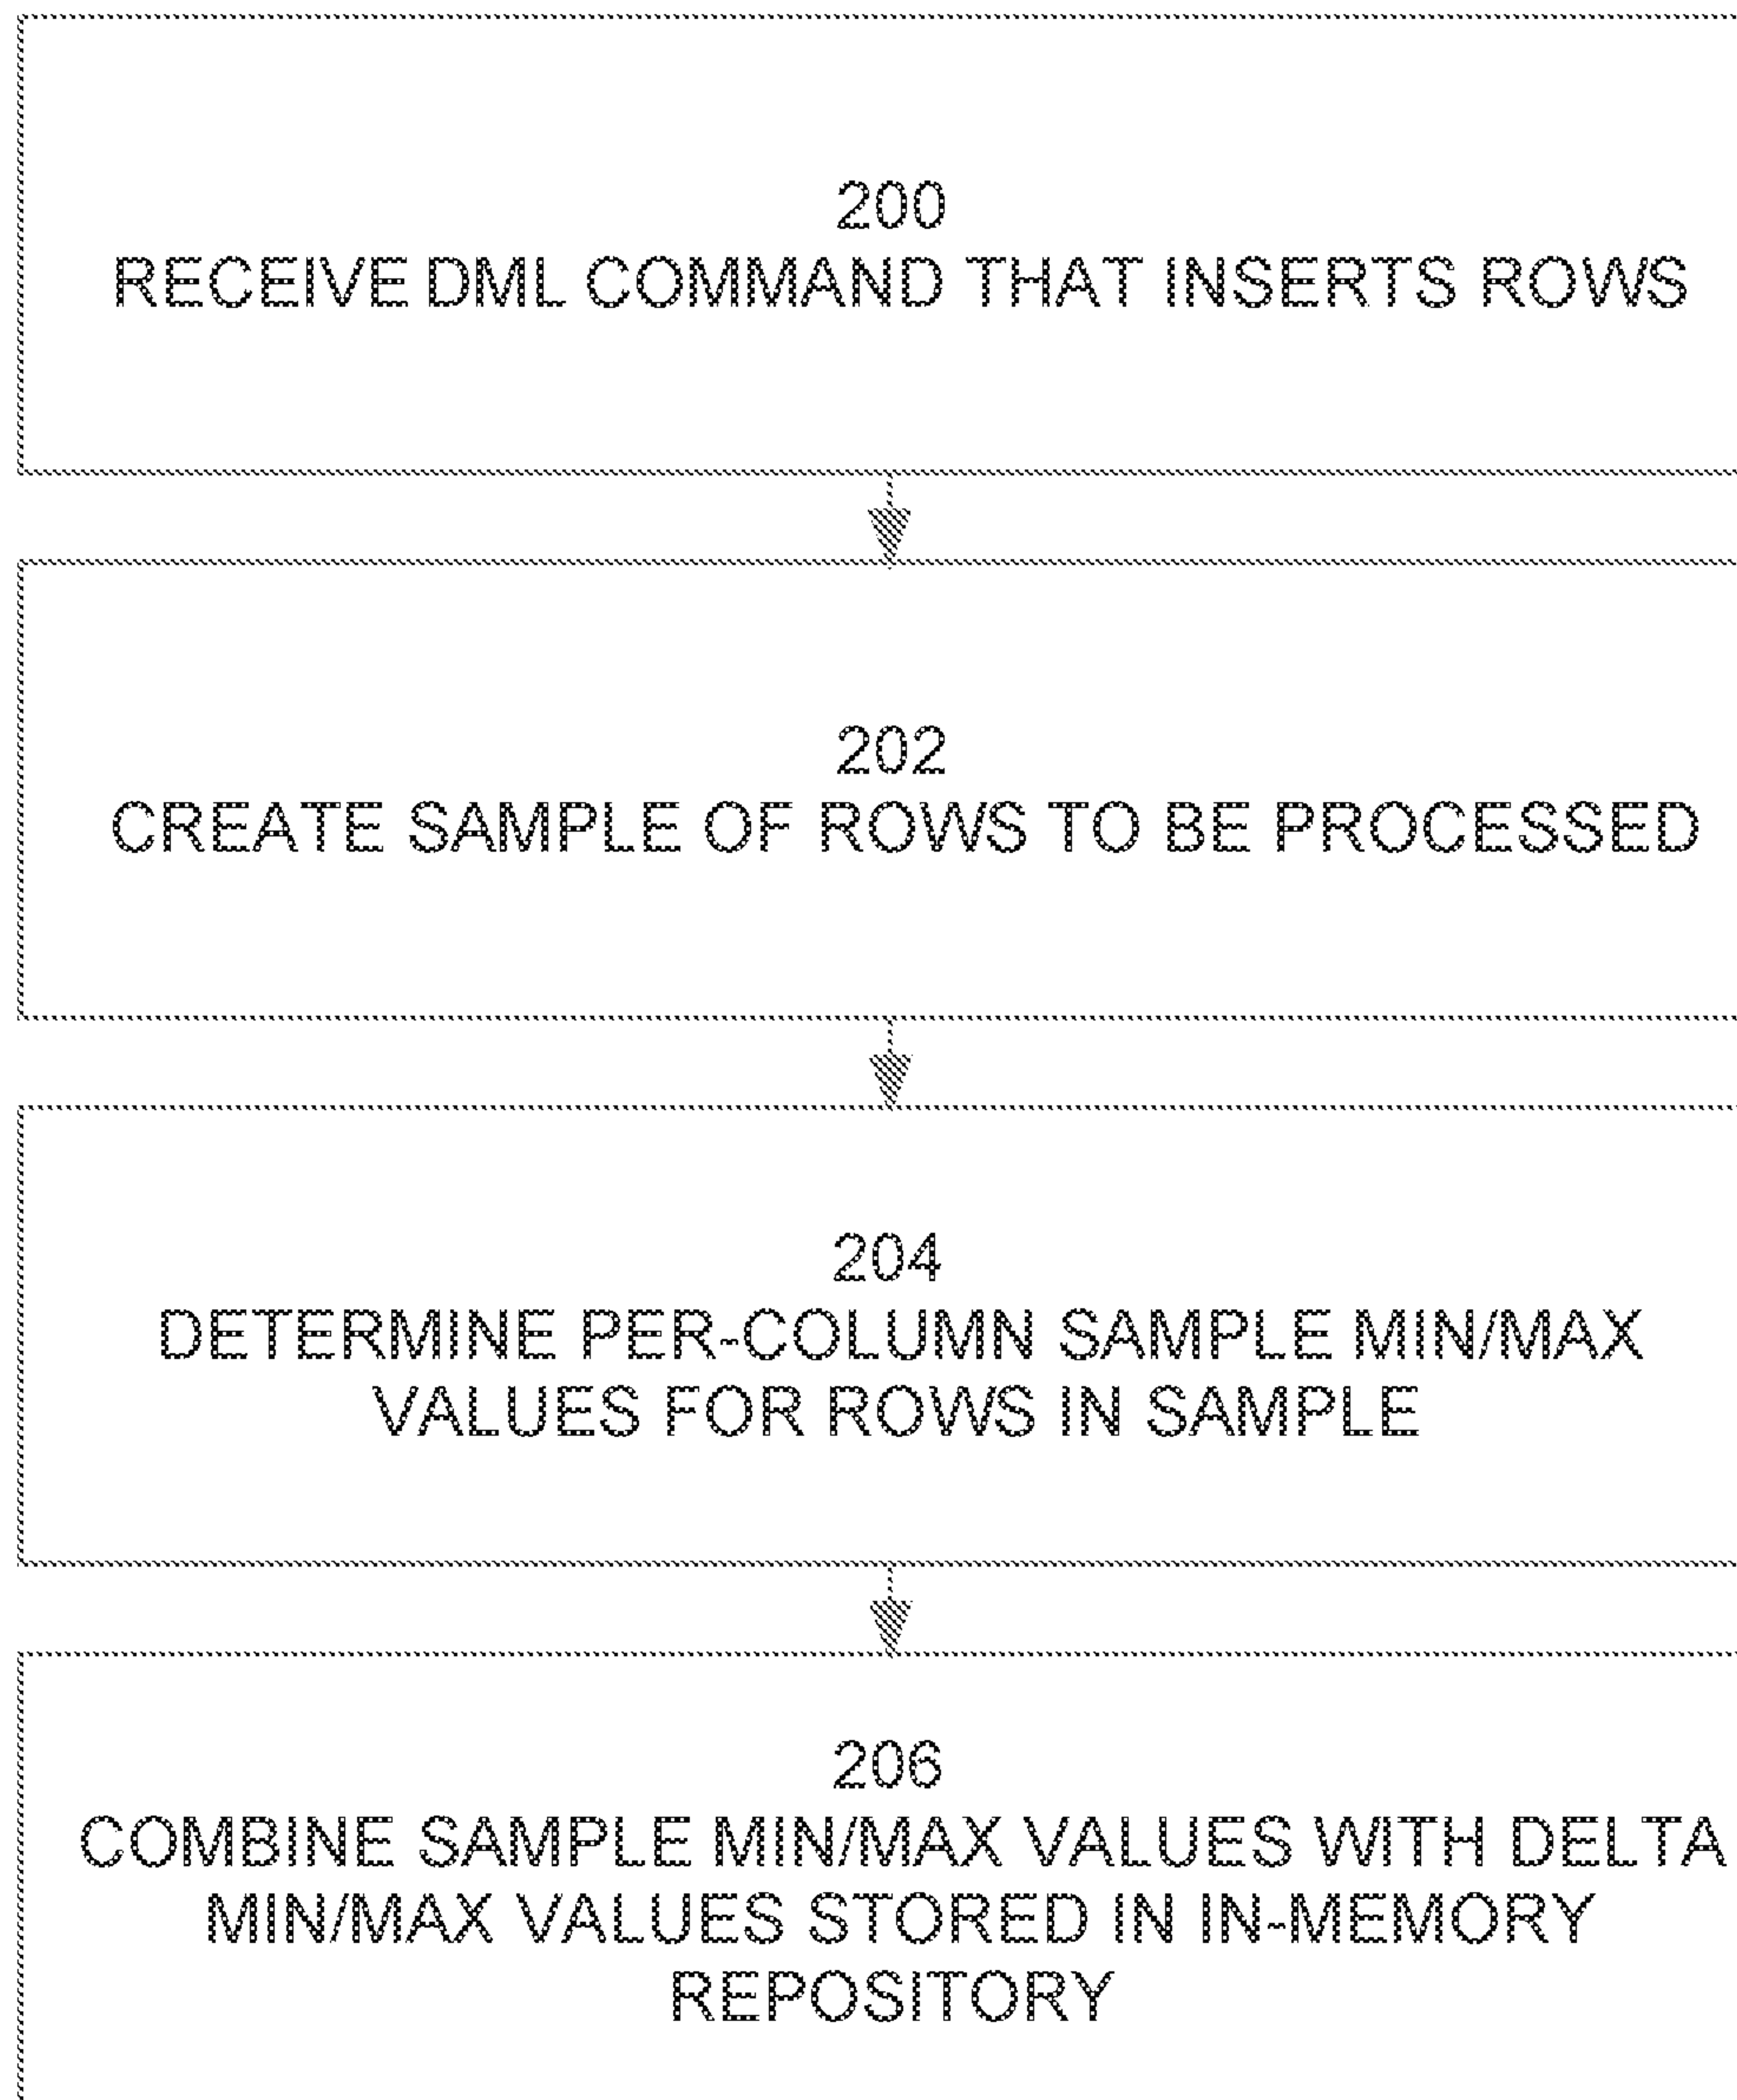 200
RECEIVE DML COMMAND THAT INSERTS ROWS
202
CREATE SAMPLE OF ROWS TO BE PROCESSED
204
DETERMINE PER-COLUMN SAMPLE MIN/MAX
VALUES FOR ROWS IN SAMPLE
206
COMBINE SAMPLE MIN/MAX VALUES WITH DELTA
MIN/MAX VALUES STORED IN IN-MEMORY
REPOSITORY